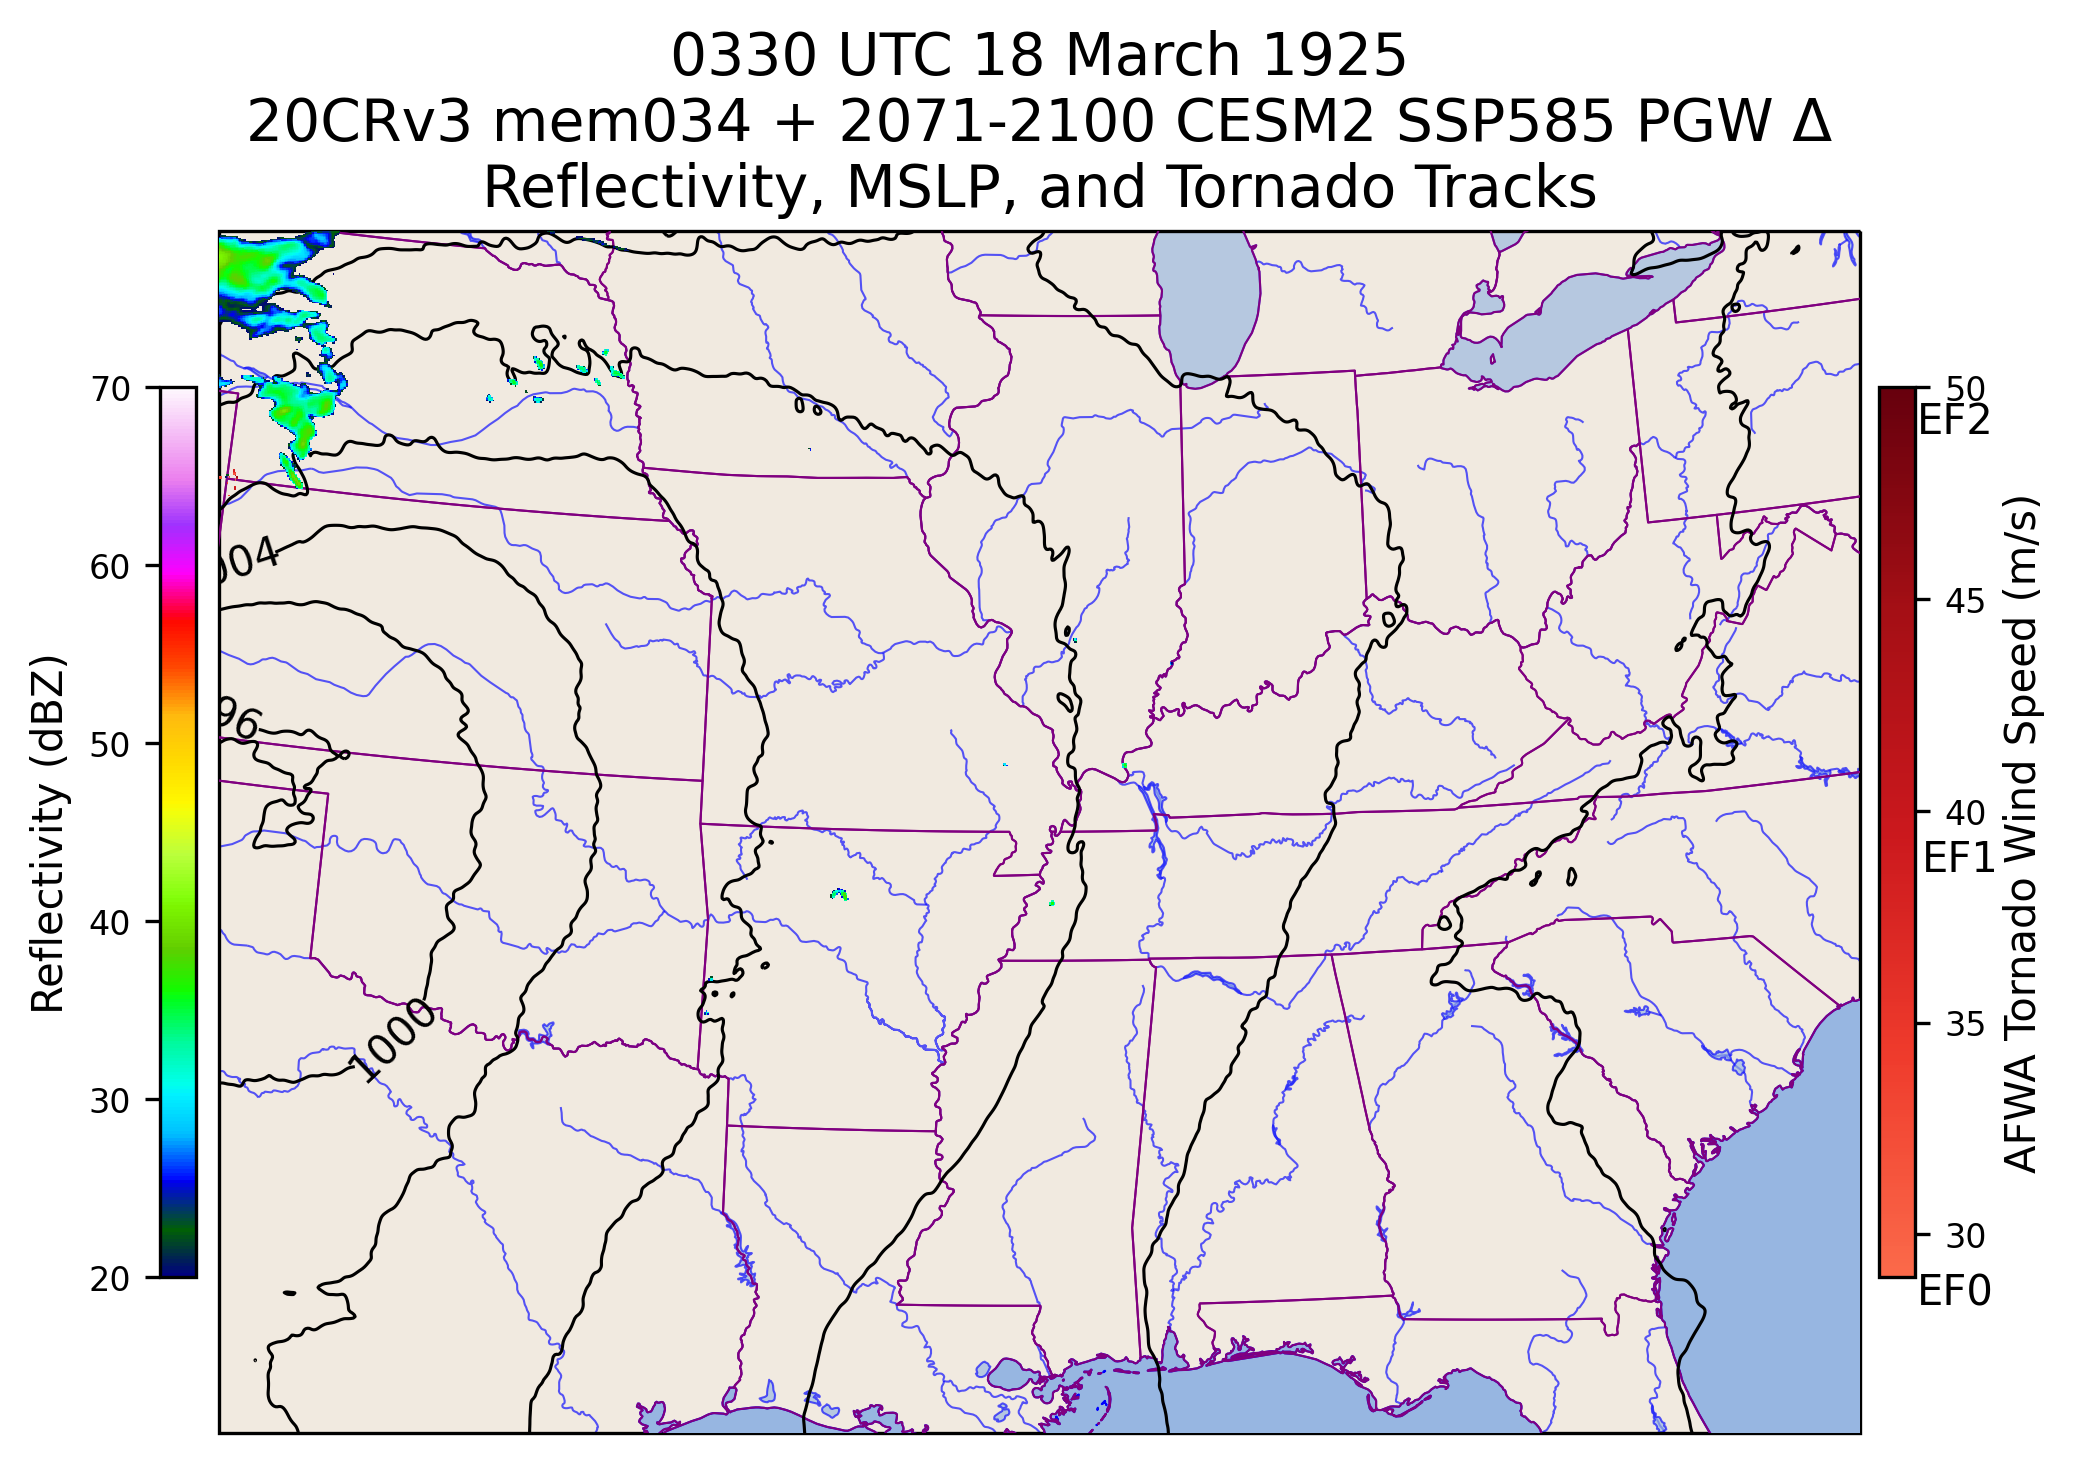 0330 UTC 18 March 1925
20CRv3 mem034 + 2071-2100 CESM2 SSP585 PGW Δ
Reflectivity, MSLP, and Tornado Tracks
70
60
50
40
30
20
Reflectivity (dBZ)
004
96
1000
50
EF2
45
40
EF1
35
30
EF0
AFWA Tornado Wind Speed (m/s)